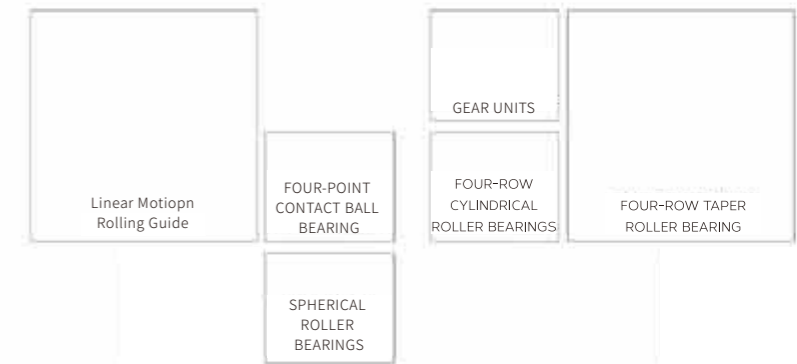 Linear Motiopn
Rolling Guide
FOUR-POINT
CONTACT BALL
BEARING
SPHERICAL
ROLLER
BEARINGS
GEAR UNITS
FOUR-ROW
CYLINDRICAL
ROLLER BEARINGS
FOUR-ROW TAPER
ROLLER BEARING